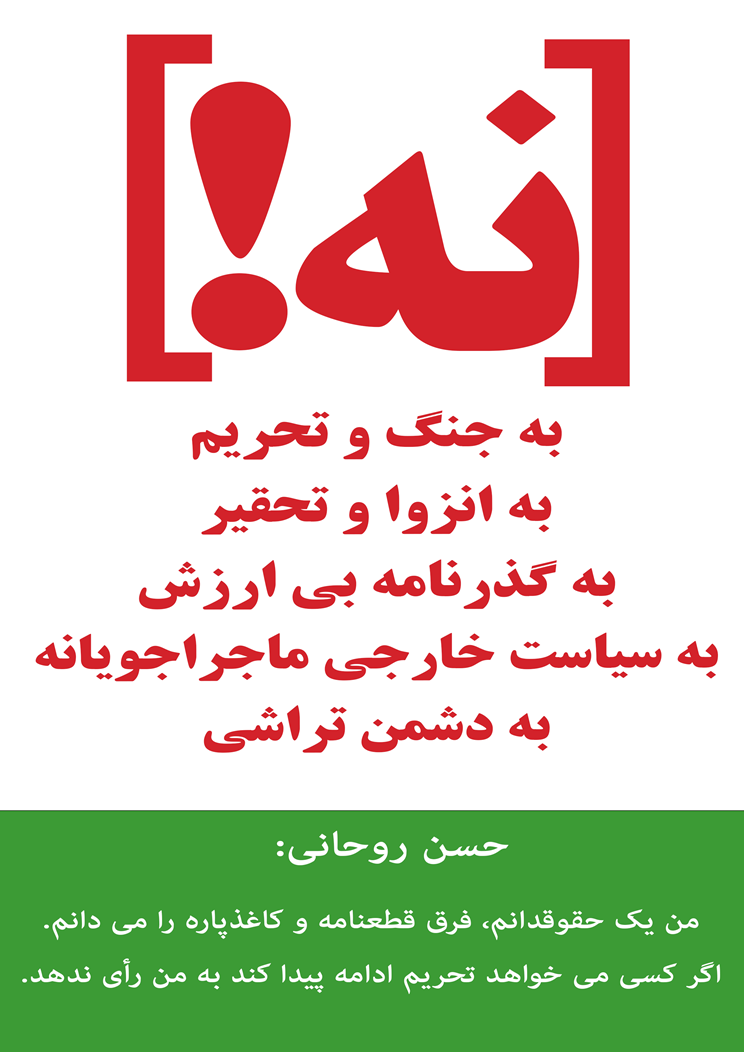 [نه!]
به جنگ و تحریم
به انزوا و تحقیر
به گذرنامه بی ارزش
به سیاست خارجی ماجراجویانه
به دشمن تراشی
حسن روحانی:
من یک حقوقدانم، فرق قطعنامه و کاغذپاره را می دانم.
اگر کسی می خواهد تحریم ادامه پیدا کند به من رأی ندهد.